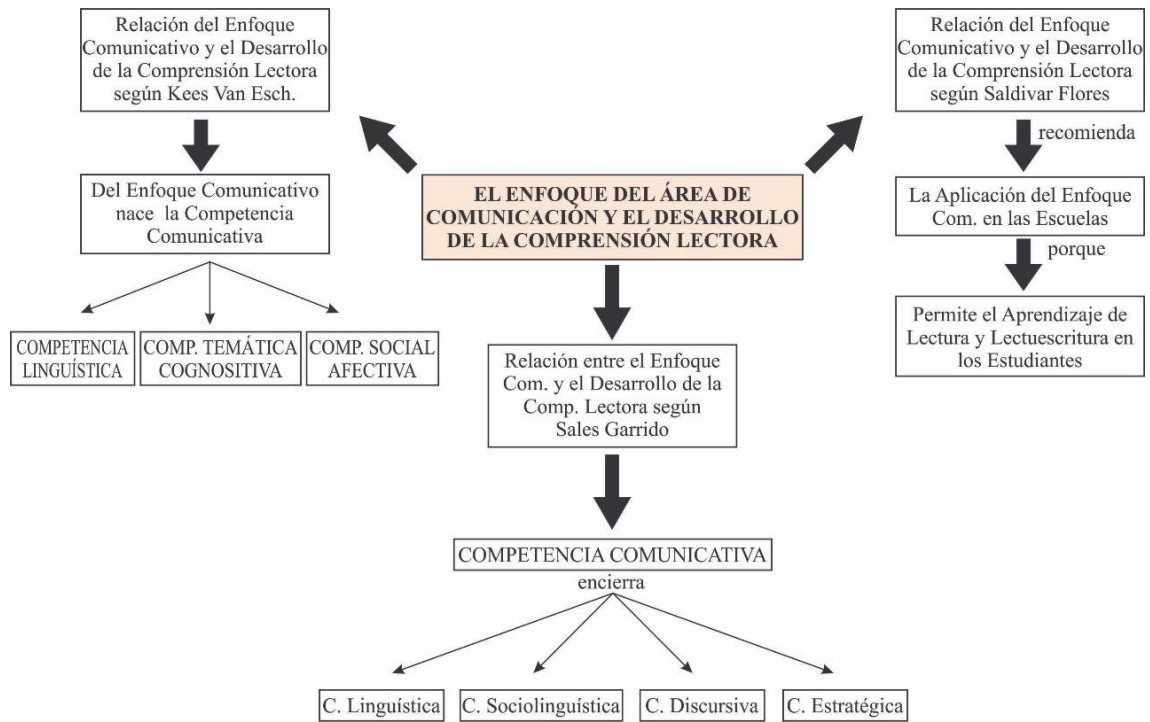 Relación del Enfoque
Comunicativo y el Desarrollo
de la Comprensión Lectora
según Kees Van Esch.
Del Enfoque Comunicativo
nace la Competencia
Comunicativa
COMPETENCIA
LINGUÍSTICA
COMP. TEMÁTICA
COGNOSITIVA
COMP. SOCIAL
AFECTIVA
EL ENFOQUE DEL ÁREA DE
COMUNICACIÓN Y EL DESARROLLO
DE LA COMPRENSIÓN LECTORA
Relación entre el Enfoque
Com. y el Desarrollo de la
Comp. Lectora según
Sales Garrido
COMPETENCIA COMUNICATIVA
encierra
C. Linguística
C. Sociolinguística
C. Discursiva
C. Estratégica
Relación del Enfoque
Comunicativo y el Desarrollo
de la Comprensión Lectora
según Saldivar Flores
recomienda
La Aplicación del Enfoque
Com. en las Escuelas
porque
Permite el Aprendizaje de
Lectura y Lectuescritura en
los Estudiantes